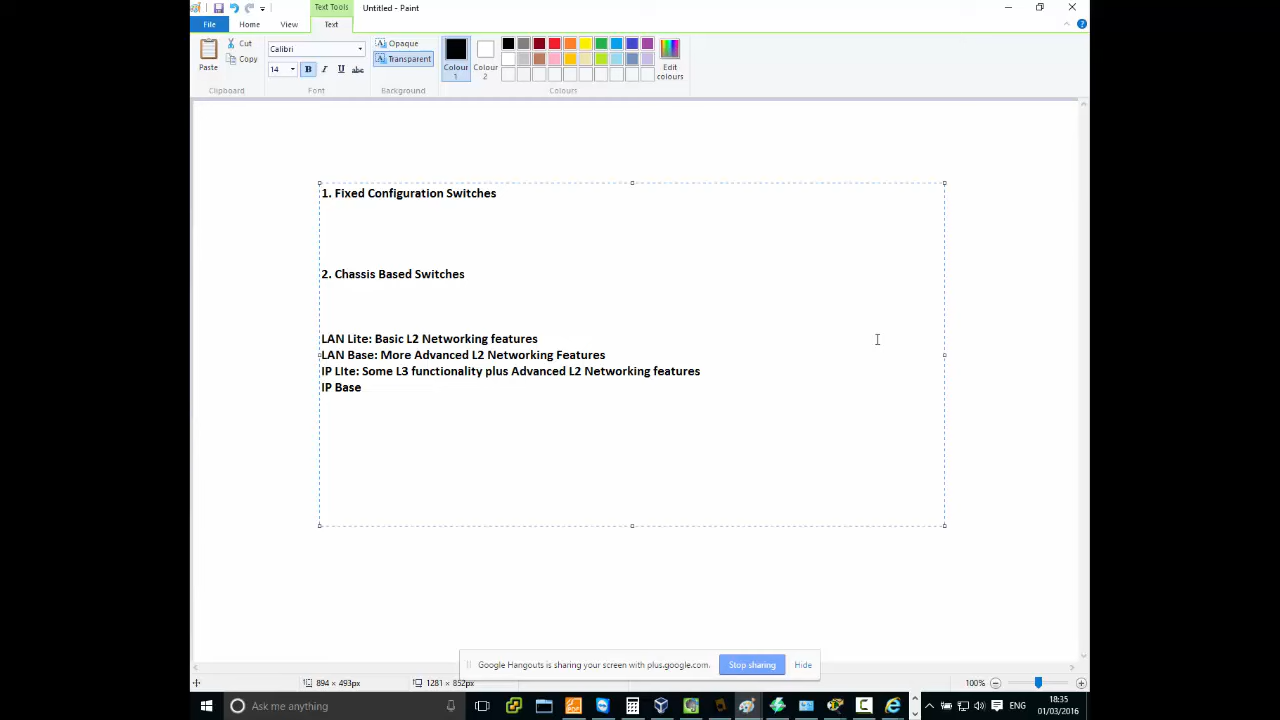 Text Tools
Untitled - Paint
File
Home
View
Text
Paste
Cut
Copy
Clipboard
Calibri
14
B
I
U
abc
Font
Opaque
Transparent
Background
Colour 1
Colour 2
Edit colours
Colours
1. Fixed Configuration Switches
2. Chassis Based Switches
LAN Lite: Basic L2 Networking features
LAN Base: More Advanced L2 Networking Features
IP LIte: Some L3 functionality plus Advanced L2 Networking features
IP Base
Google Hangouts is sharing your screen with plus.google.com.
Stop sharing
Hide
894 × 493px
1281 × 852px
100%
Ask me anything
ENG
18:35
01/03/2016